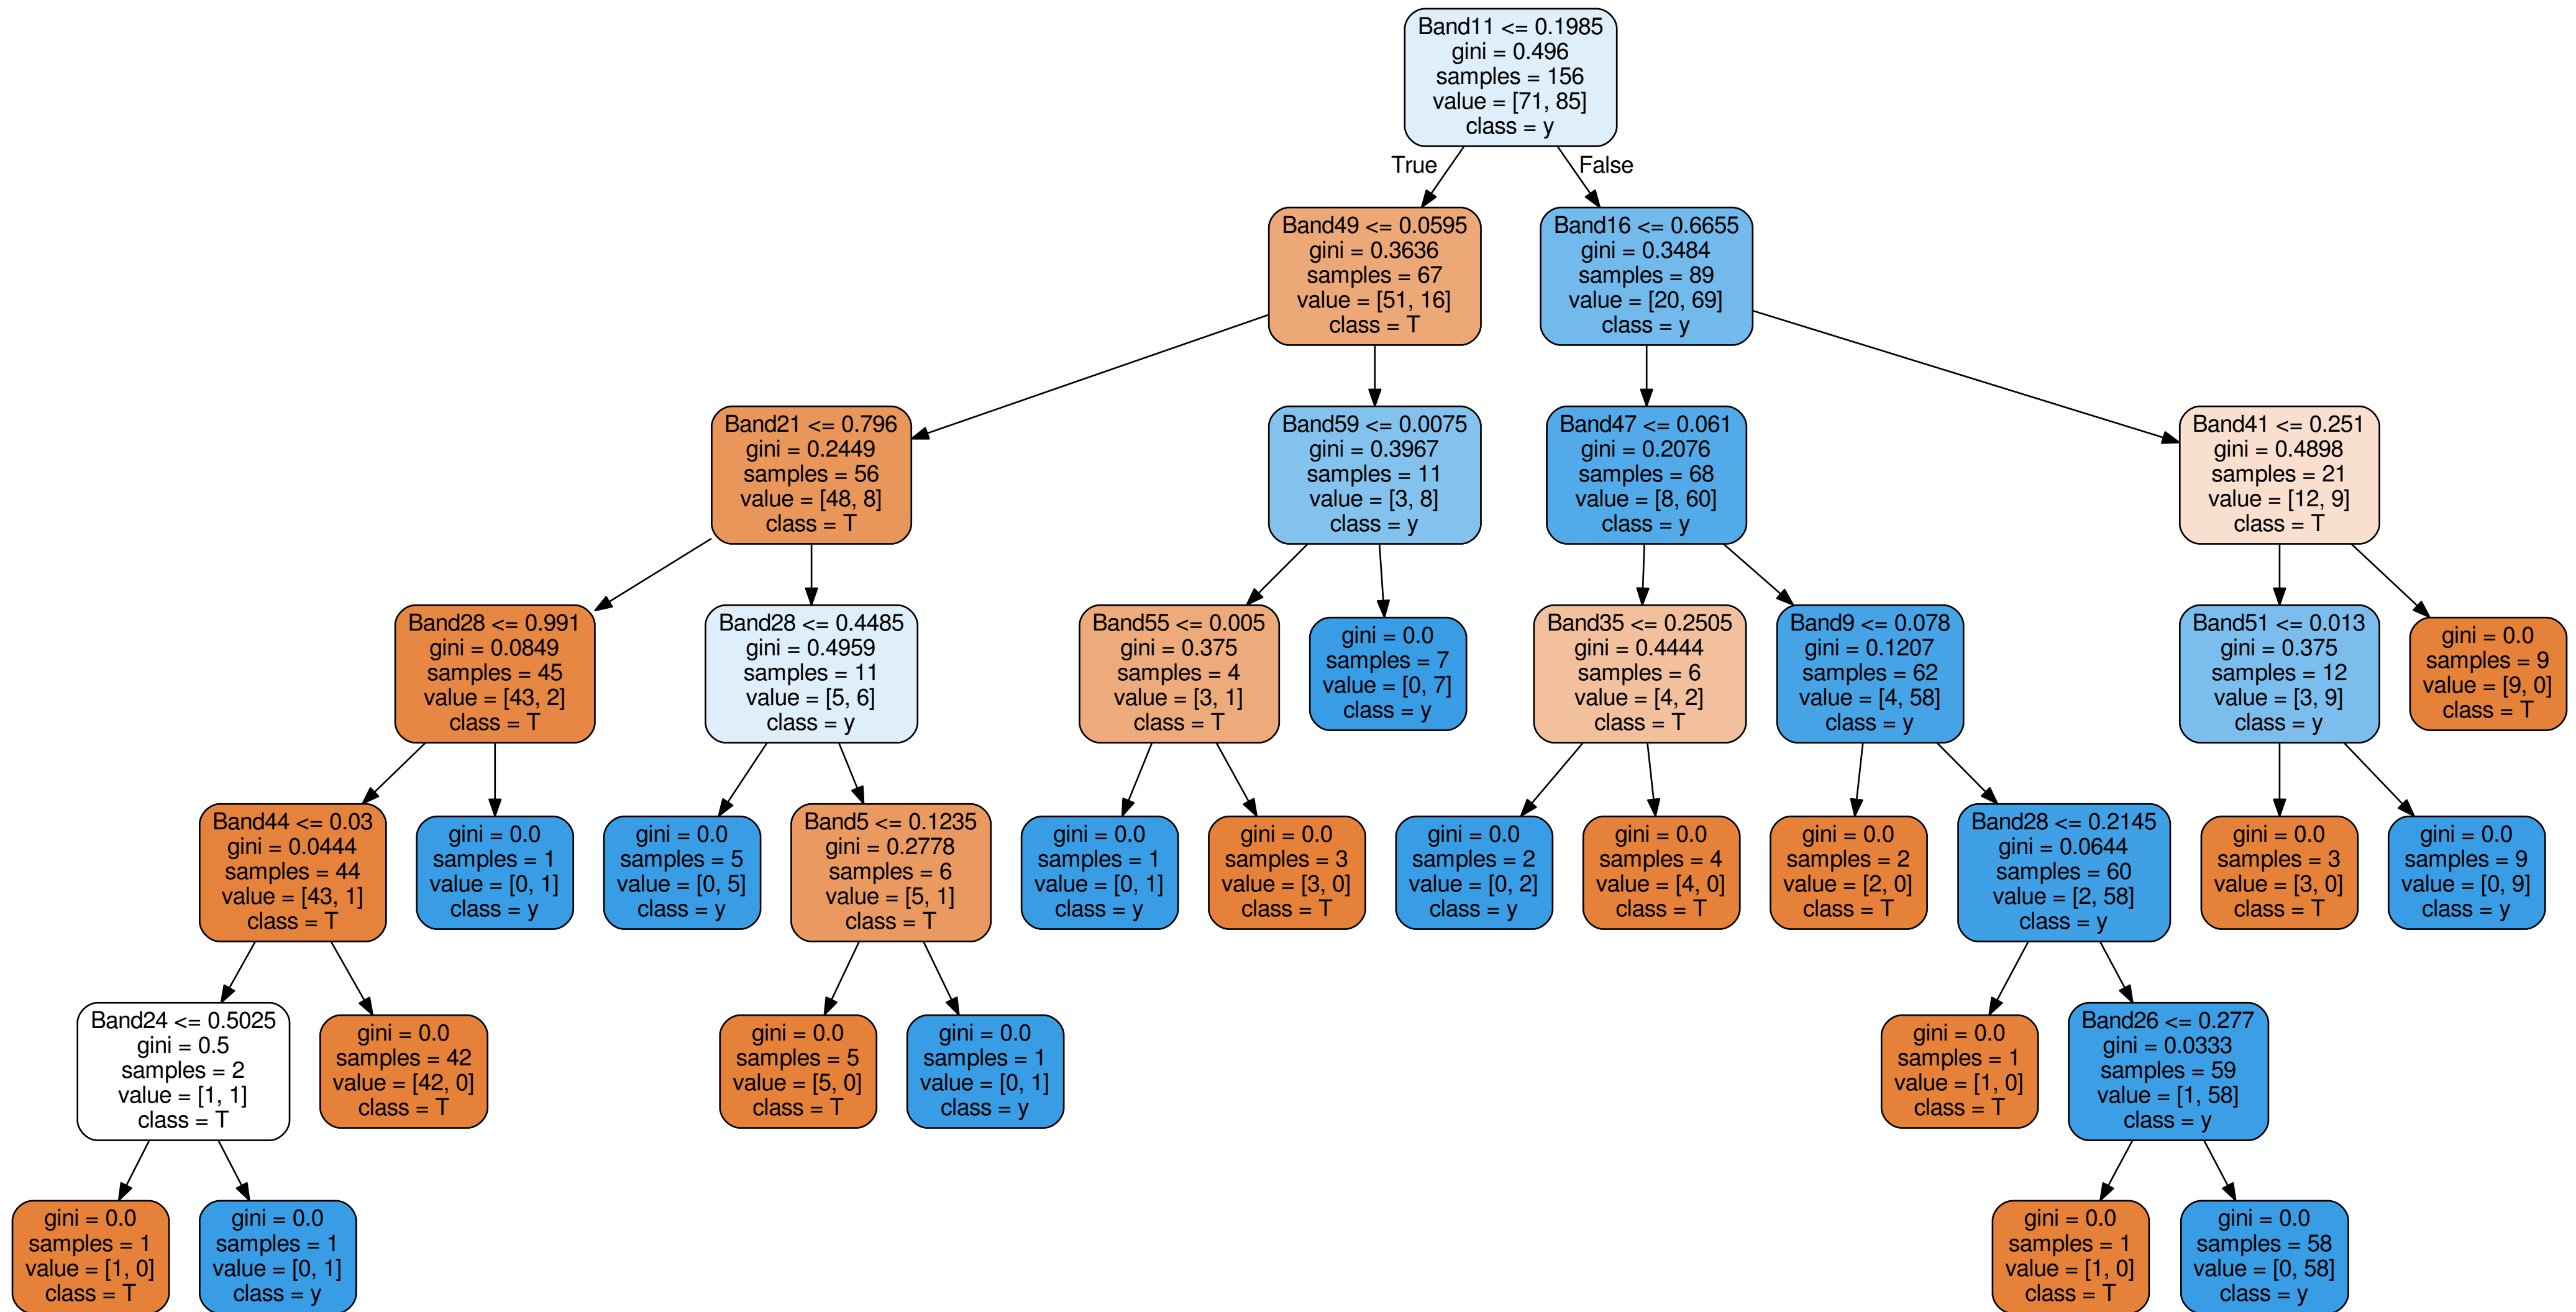 Band11 <= 0.1985
gini = 0.496
samples = 156
value = [71, 85]
class = y
True
False
Band49 <= 0.0595
gini = 0.3636
samples = 67
value = [51, 16]
class = T
Band16 <= 0.6655
gini = 0.3484
samples = 89
value = [20, 69]
class = y
Band21 <= 0.796
gini = 0.2449
samples = 56
value = [48, 8]
class = T
Band59 <= 0.0075
gini = 0.3967
samples = 11
value = [3, 8]
class = y
Band47 <= 0.061
gini = 0.2076
samples = 68
value = [8, 60]
class = y
Band41 <= 0.251
gini = 0.4898
samples = 21
value = [12, 9]
class = T
Band28 <= 0.991
gini = 0.0849
samples = 45
value = [43, 2]
class = T
Band28 <= 0.4485
gini = 0.4959
samples = 11
value = [5, 6]
class = y
Band55 <= 0.005
gini = 0.375
samples = 4
value = [3, 1]
class = T
gini = 0.0
samples = 7
value = [0, 7]
class = y
Band35 <= 0.2505
gini = 0.4444
samples = 6
value = [4, 2]
class = T
Band9 <= 0.078
gini = 0.1207
samples = 62
value = [4, 58]
class = y
Band51 <= 0.013
gini = 0.375
samples = 12
value = [3, 9]
class = y
gini = 0.0
samples = 9
value = [9, 0]
class = T
Band44 <= 0.03
gini = 0.0444
samples = 44
value = [43, 1]
class = T
gini = 0.0
samples = 1
value = [0, 1]
class = y
gini = 0.0
samples = 5
value = [0, 5]
class = y
Band5 <= 0.1235
gini = 0.2778
samples = 6
value = [5, 1]
class = T
gini = 0.0
samples = 1
value = [0, 1]
class = y
gini = 0.0
samples = 3
value = [3, 0]
class = T
gini = 0.0
samples = 2
value = [0, 2]
class = y
gini = 0.0
samples = 4
value = [4, 0]
class = T
gini = 0.0
samples = 2
value = [2, 0]
class = T
Band28 <= 0.2145
gini = 0.0644
samples = 60
value = [2, 58]
class = y
gini = 0.0
samples = 3
value = [3, 0]
class = T
gini = 0.0
samples = 9
value = [0, 9]
class = y
Band24 <= 0.5025
gini = 0.5
samples = 2
value = [1, 1]
class = T
gini = 0.0
samples = 42
value = [42, 0]
class = T
gini = 0.0
samples = 5
value = [5, 0]
class = T
gini = 0.0
samples = 1
value = [0, 1]
class = y
gini = 0.0
samples = 1
value = [1, 0]
class = T
Band26 <= 0.277
gini = 0.0333
samples = 59
value = [1, 58]
class = y
gini = 0.0
samples = 1
value = [1, 0]
class = T
gini = 0.0
samples = 1
value = [0, 1]
class = y
gini = 0.0
samples = 1
value = [1, 0]
class = T
gini = 0.0
samples = 58
value = [0, 58]
class = y